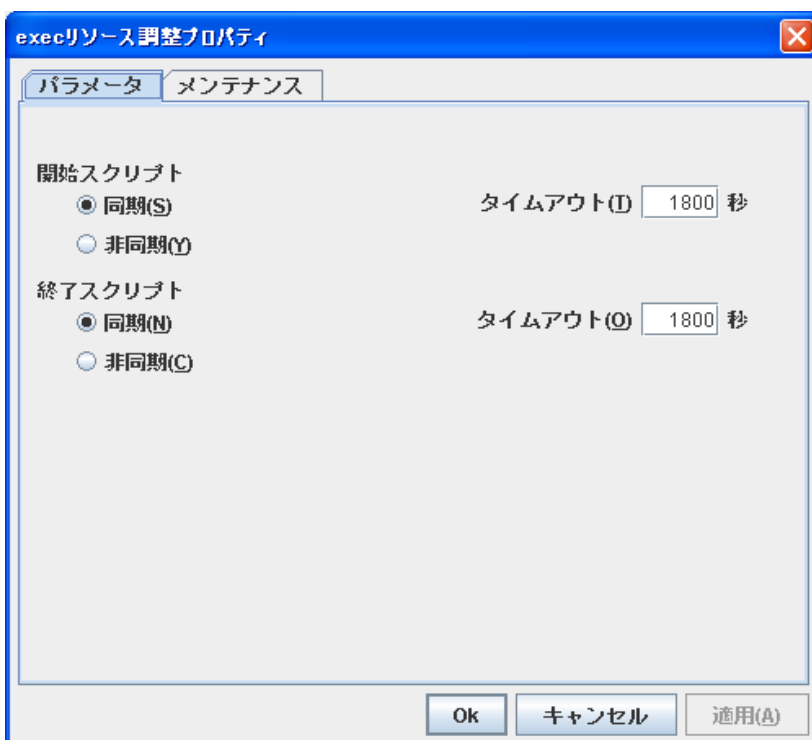 execリソース調整プロパティ
パラメータ メンテナンス
開始スクリプト
同期(S) タイムアウト(T) 1800 秒
非同期(Y)
終了スクリプト
同期(N) タイムアウト(O) 1800 秒
非同期(C)
Ok キャンセル 適用(A)